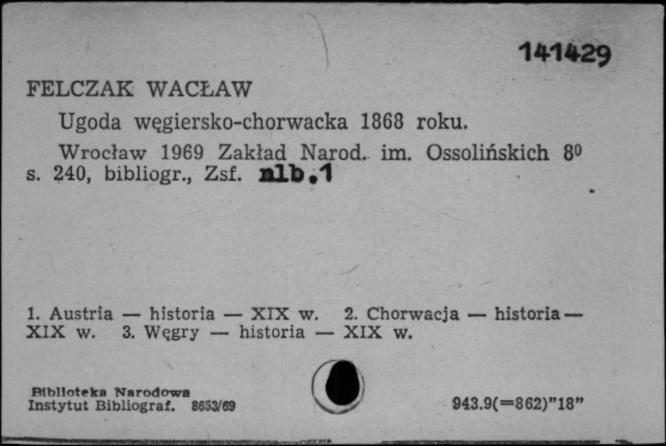 141429
FELCZAK WACŁAW
Ugoda węgiersko-chorwacka 1868 roku.
Wrocław 1969 Zakład Narod. im. Ossolińskich 8⁰
s. 240, bibliogr., Zsf. nlb.1
1. Austria — historia — XIX w. 2. Chorwacja — historia —
XIX w. 3. Węgry — historia — XIX w.
Biblioteka Narodowa
Instytut Bibliograf. 8653/69
943.9(=862)”18”